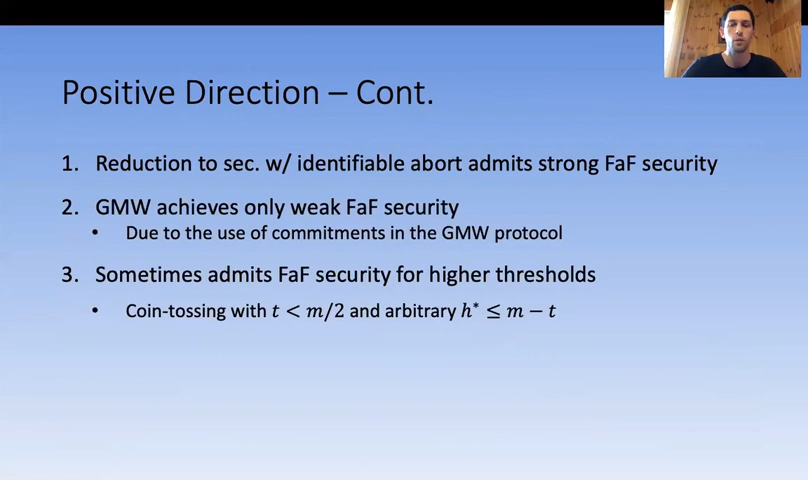 Positive Direction – Cont.
1. Reduction to sec. w/ identifiable abort admits strong FaF security
2. GMW achieves only weak FaF security
• Due to the use of commitments in the GMW protocol
3. Sometimes admits FaF security for higher thresholds
• Coin-tossing with t < m/2 and arbitrary h* ≤ m − t